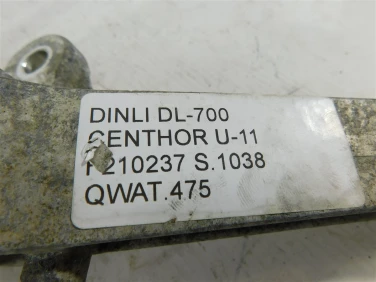 DINLI DL-700
CENTHOR U-11
210237 S.1038
QWAT.475